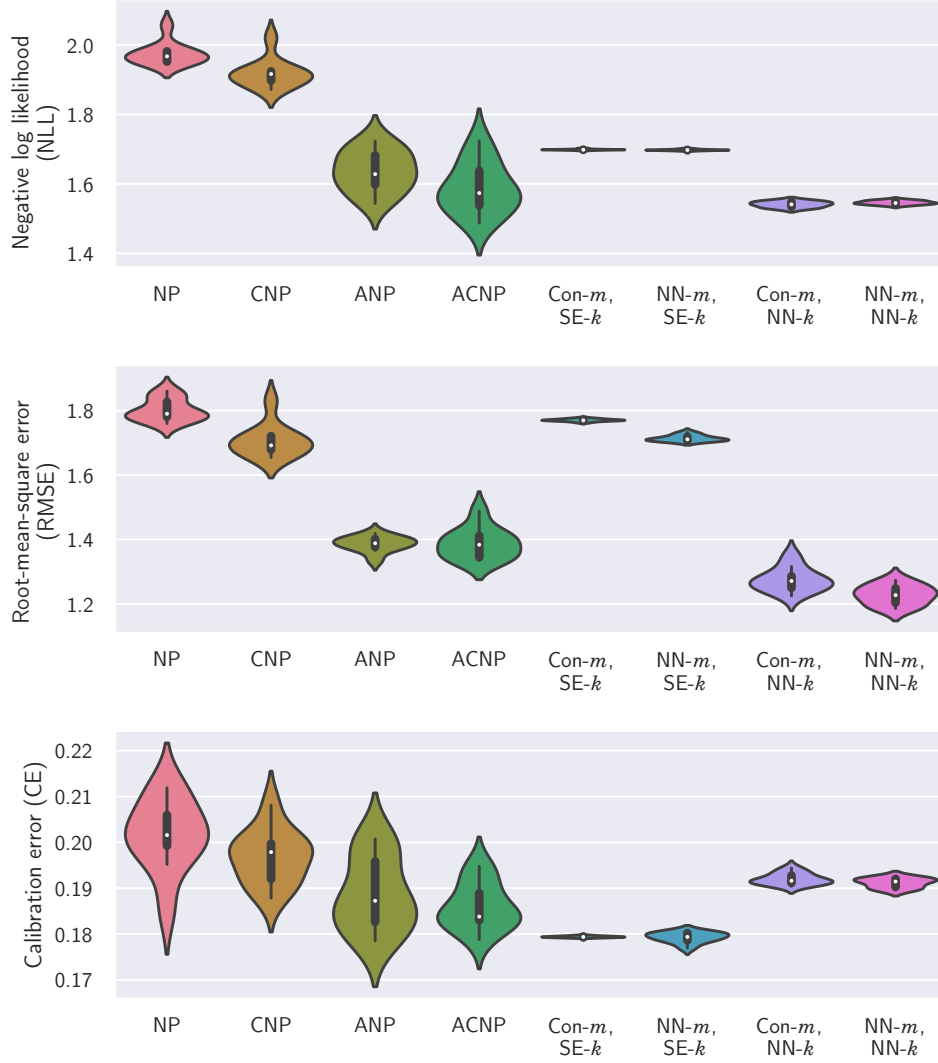 Negative log likelihood
(NLL)
2.0
1.8
1.6
1.4
NP CNP ANP ACNP Con-m, NN-m, Con-m, NN-m,
SE-k SE-k NN-k NN-k
Root-mean-square error
(RMSE)
1.8
1.6
1.4
1.2
NP CNP ANP ACNP Con-m, NN-m, Con-m, NN-m,
SE-k SE-k NN-k NN-k
Calibration error (CE)
0.22
0.21
0.20
0.19
0.18
0.17
NP CNP ANP ACNP Con-m, NN-m, Con-m, NN-m,
SE-k SE-k NN-k NN-k